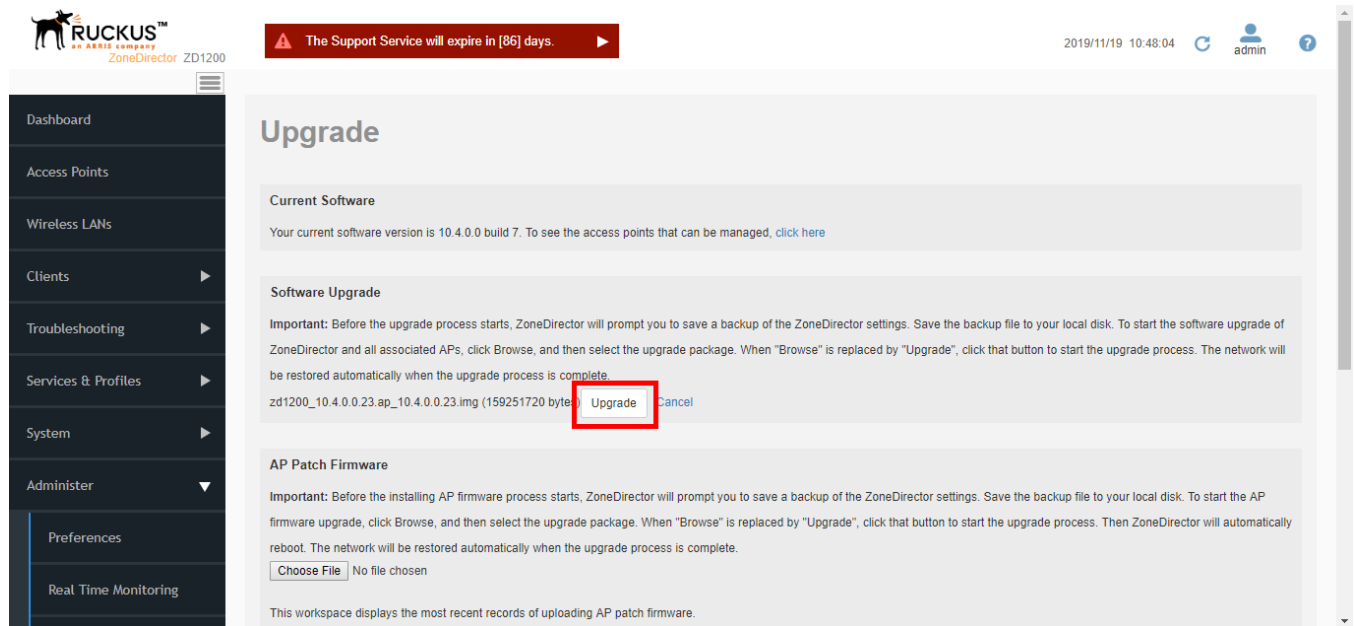 RUCKUS™
an ARRIS company
ZoneDirector ZD1200
The Support Service will expire in [86] days.
2019/11/19 10:48:04
admin
?
Dashboard
Access Points
Wireless LANs
Clients
Troubleshooting
Services & Profiles
System
Administer
Preferences
Real Time Monitoring
Upgrade
Current Software
Your current software version is 10.4.0.0 build 7. To see the access points that can be managed, click here
Software Upgrade
Important: Before the upgrade process starts, ZoneDirector will prompt you to save a backup of the ZoneDirector settings. Save the backup file to your local disk. To start the software upgrade of
ZoneDirector and all associated APs, click Browse, and then select the upgrade package. When "Browse" is replaced by "Upgrade", click that button to start the upgrade process. The network will
be restored automatically when the upgrade process is complete.
zd1200_10.4.0.0.23.ap_10.4.0.0.23.img (159251720 bytes) Upgrade Cancel
AP Patch Firmware
Important: Before the installing AP firmware process starts, ZoneDirector will prompt you to save a backup of the ZoneDirector settings. Save the backup file to your local disk. To start the AP
firmware upgrade, click Browse, and then select the upgrade package. When "Browse" is replaced by "Upgrade", click that button to start the upgrade process. Then ZoneDirector will automatically
reboot. The network will be restored automatically when the upgrade process is complete.
Choose File No file chosen
This workspace displays the most recent records of uploading AP patch firmware.